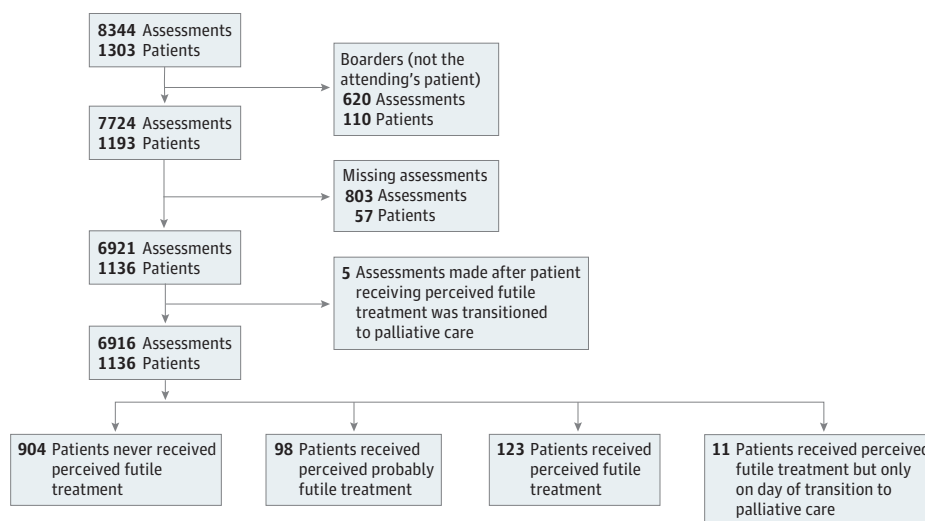 8344 Assessments
1303 Patients
Boarders (not the
attending's patient)
620 Assessments
110 Patients
7724 Assessments
1193 Patients
Missing assessments
803 Assessments
57 Patients
6921 Assessments
1136 Patients
5 Assessments made after patient
receiving perceived futile
treatment was transitioned
to palliative care
6916 Assessments
1136 Patients
904 Patients never received
perceived futile
treatment
98 Patients received
perceived probably
futile treatment
123 Patients received
perceived futile
treatment
11 Patients received perceived
futile treatment but only
on day of transition to
palliative care